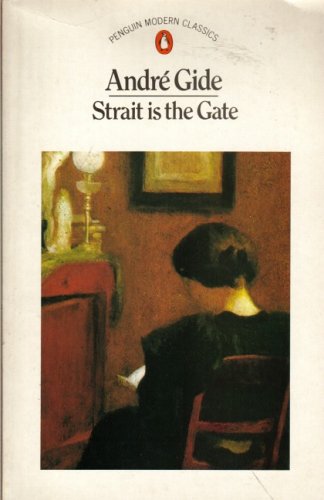 PENGUIN MODERN CLASSICS
André Gide
Strait is the Gate